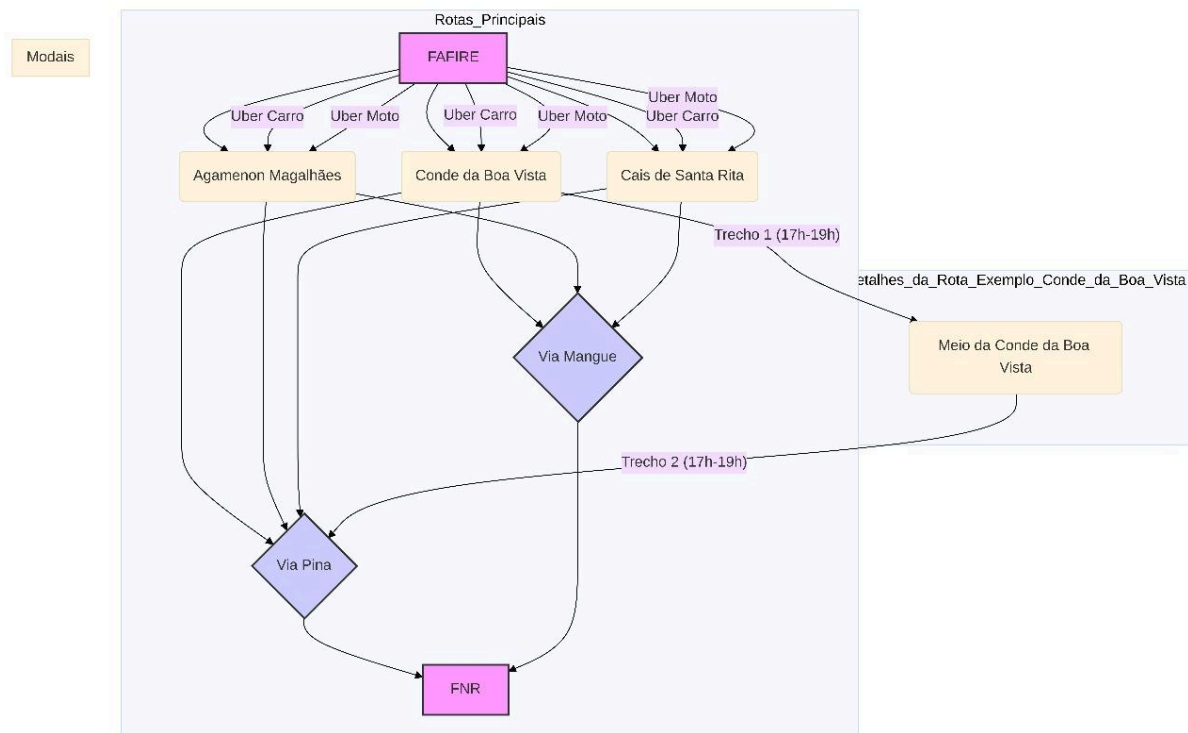 Rotas_Principais
Modais
FAFIRE
Uber Moto
Uber Carro
Uber Moto
Uber Carro
Uber Moto
Uber Carro
Agamenon Magalhães
Conde da Boa Vista
Cais de Santa Rita
Trecho 1 (17h-19h)
etalhes_da_Rota_Exemplo_Conde_da_Boa_Vista
Meio da Conde da Boa
Vista
Via Mangue
Trecho 2 (17h-19h)
Via Pina
FNR